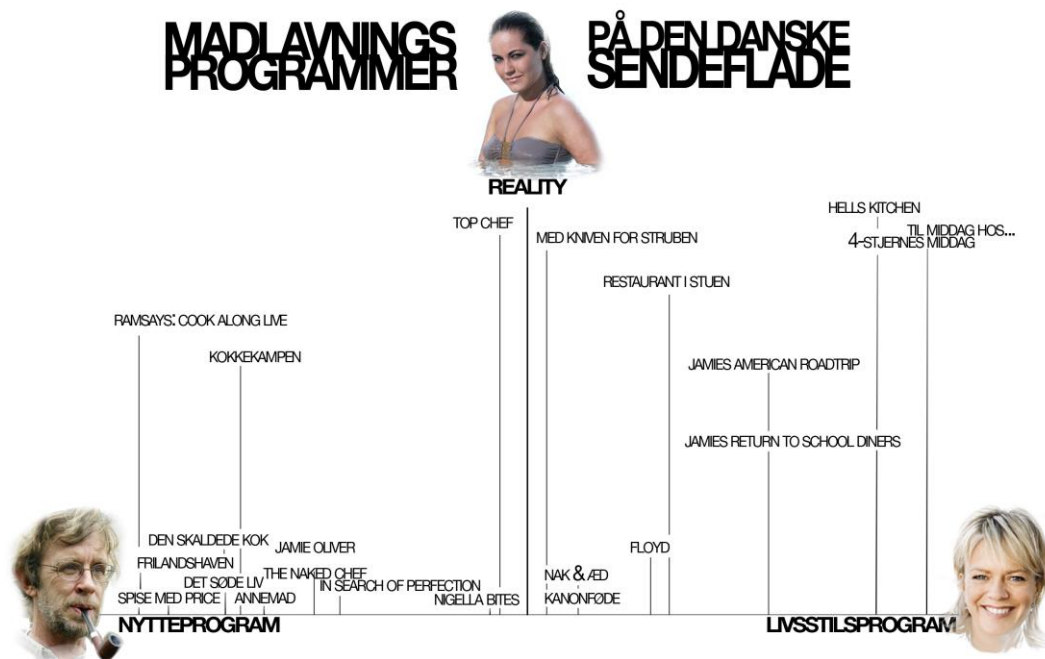 MADLAVNINGS
PROGRAMMER
PÅ DEN DANSKE
SENDEFLADE
REALITY
HELLS KITCHEN
TOP CHEF
TIL MIDDAG HOS...
MED KNIVEN FOR STRUBEN
4-STJERNES MIDDAG
RESTAURANT I STUEN
RAMSAYS: COOK ALONG LIVE
KOKKEKAMPEN
JAMIES AMERICAN ROADTRIP
JAMIES RETURN TO SCHOOL DINERS
DEN SKALDEDE KOK
JAMIE OLIVER
FLOYD
FRILANDSHAVEN
THE NAKED CHEF
NAK & ÆD
DET SØDE LIV
IN SEARCH OF PERFECTION
SPISE MED PRICE
ANNEMAD
NIGELLA BITES
KANONFØDE
NYTTEPROGRAM
LIVSSTILSPROGRAM